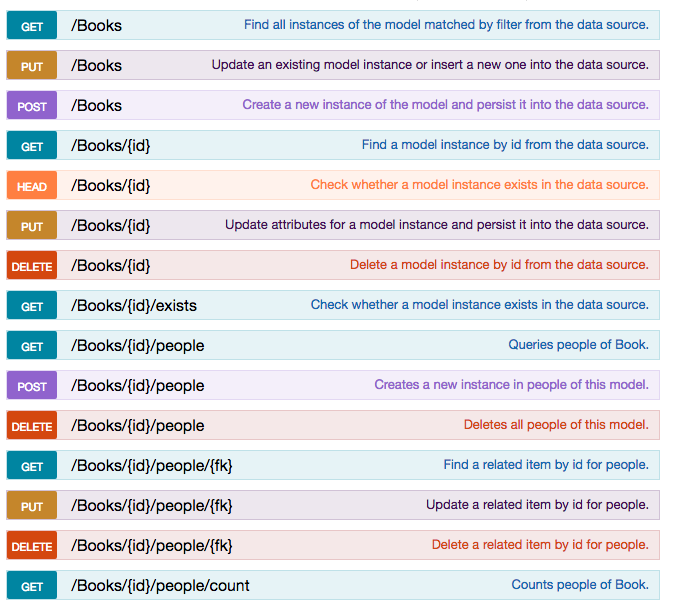 GET /Books Find all instances of the model matched by filter from the data source.
PUT /Books Update an existing model instance or insert a new one into the data source.
POST /Books Create a new instance of the model and persist it into the data source.
GET /Books/{id} Find a model instance by id from the data source.
HEAD /Books/{id} Check whether a model instance exists in the data source.
PUT /Books/{id} Update attributes for a model instance and persist it into the data source.
DELETE /Books/{id} Delete a model instance by id from the data source.
GET /Books/{id}/exists Check whether a model instance exists in the data source.
GET /Books/{id}/people Queries people of Book.
POST /Books/{id}/people Creates a new instance in people of this model.
DELETE /Books/{id}/people Deletes all people of this model.
GET /Books/{id}/people/{fk} Find a related item by id for people.
PUT /Books/{id}/people/{fk} Update a related item by id for people.
DELETE /Books/{id}/people/{fk} Delete a related item by id for people.
GET /Books/{id}/people/count Counts people of Book.